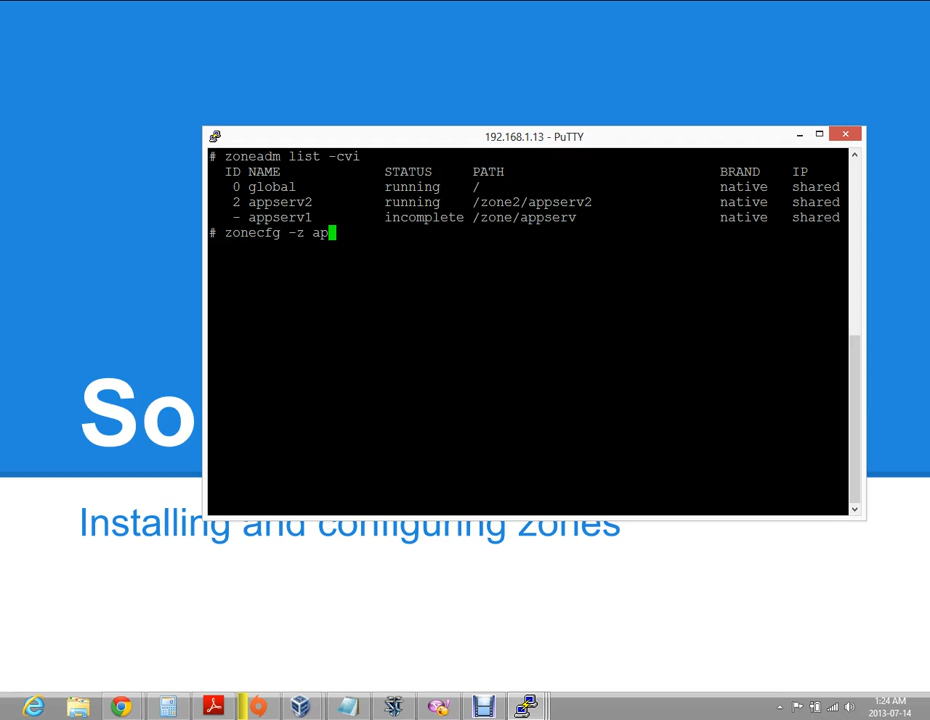 192.168.1.13 - PuTTY
# zoneadm list -cvi
ID NAME STATUS PATH BRAND IP
0 global running / native shared
2 appserv2 running /zone2/appserv2 native shared
- appserv1 incomplete /zone/appserv native shared
# zonecfg -z ap
So
Installing and configuring zones
1:24 AM
2013-07-14